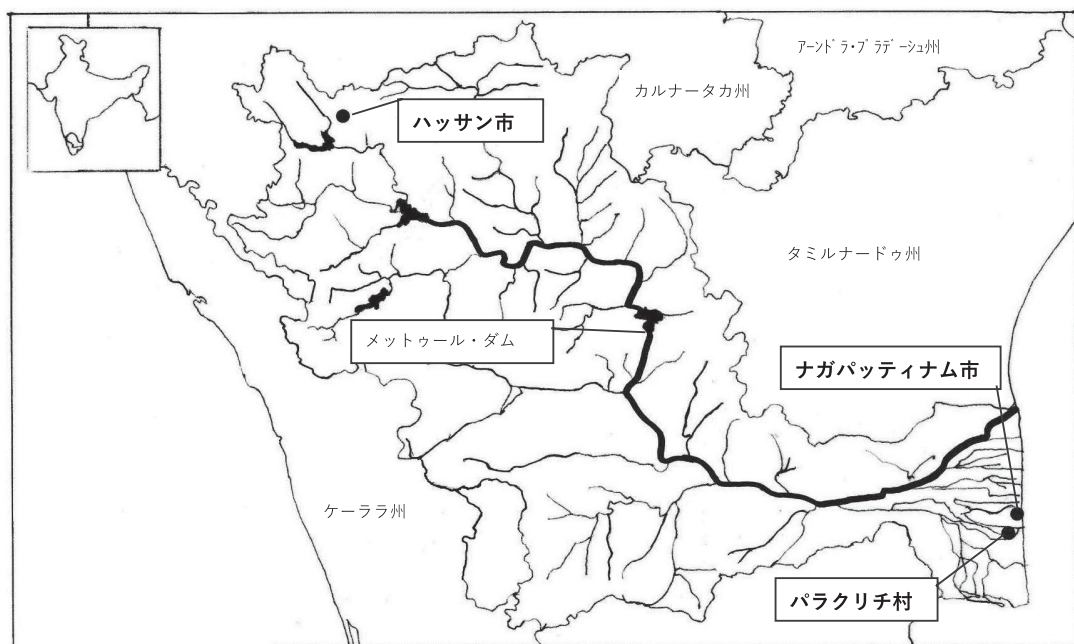 アーンドラ・プラデーシュ州
カルナータカ州
ハッサン市
タミルナードゥ州
メットゥール・ダム
ナガパッティナム市
ケーララ州
パラクリチ村